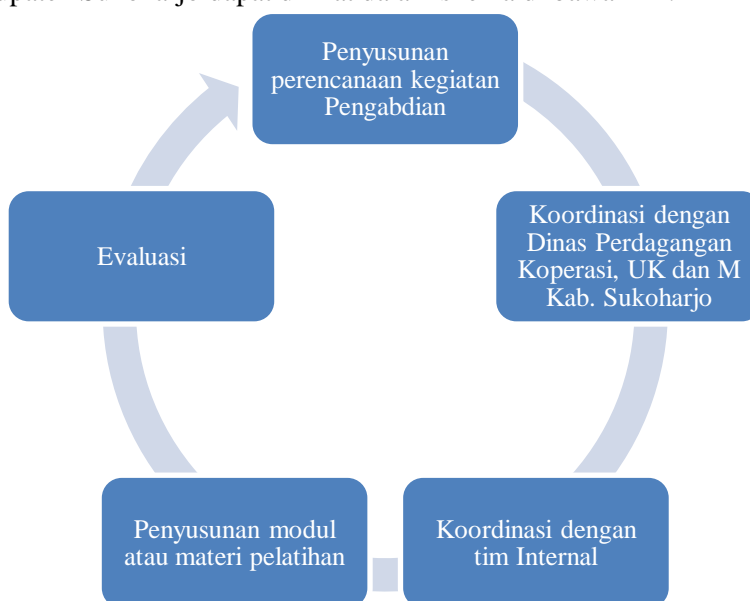 Penyusunan
perencanaan kegiatan
Pengabdian
Koordinasi dengan
Dinas Perdagangan
Koperasi, UK dan M
Kab. Sukoharjo
Koordinasi dengan
tim Internal
Penyusunan modul
atau materi pelatihan
Evaluasi